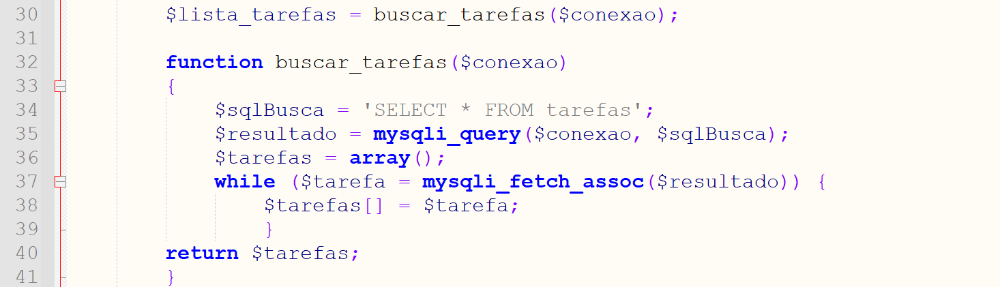 30 $lista_tarefas = buscar_tarefas($conexao);
31
32 function buscar_tarefas($conexao)
33 {
34 $sqlBusca = 'SELECT * FROM tarefas';
35 $resultado = mysqli_query($conexao, $sqlBusca);
36 $tarefas = array();
37 while ($tarefa = mysqli_fetch_assoc($resultado)) {
38 $tarefas[] = $tarefa;
39 }
40 return $tarefas;
41 }